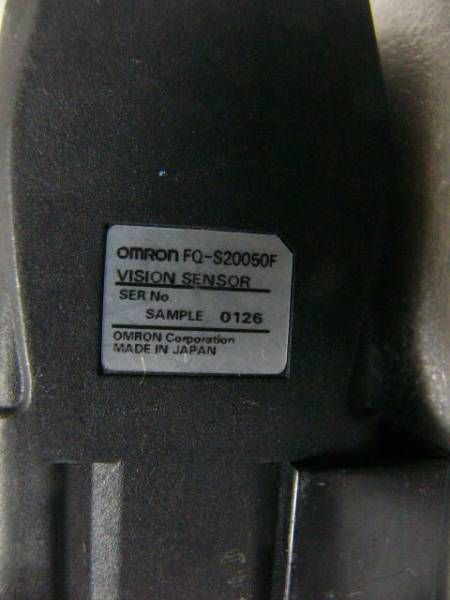 OMRON FQ-S20050F
VISION SENSOR
SER No
SAMPLE 0126
OMRON Corporation
MADE IN JAPAN